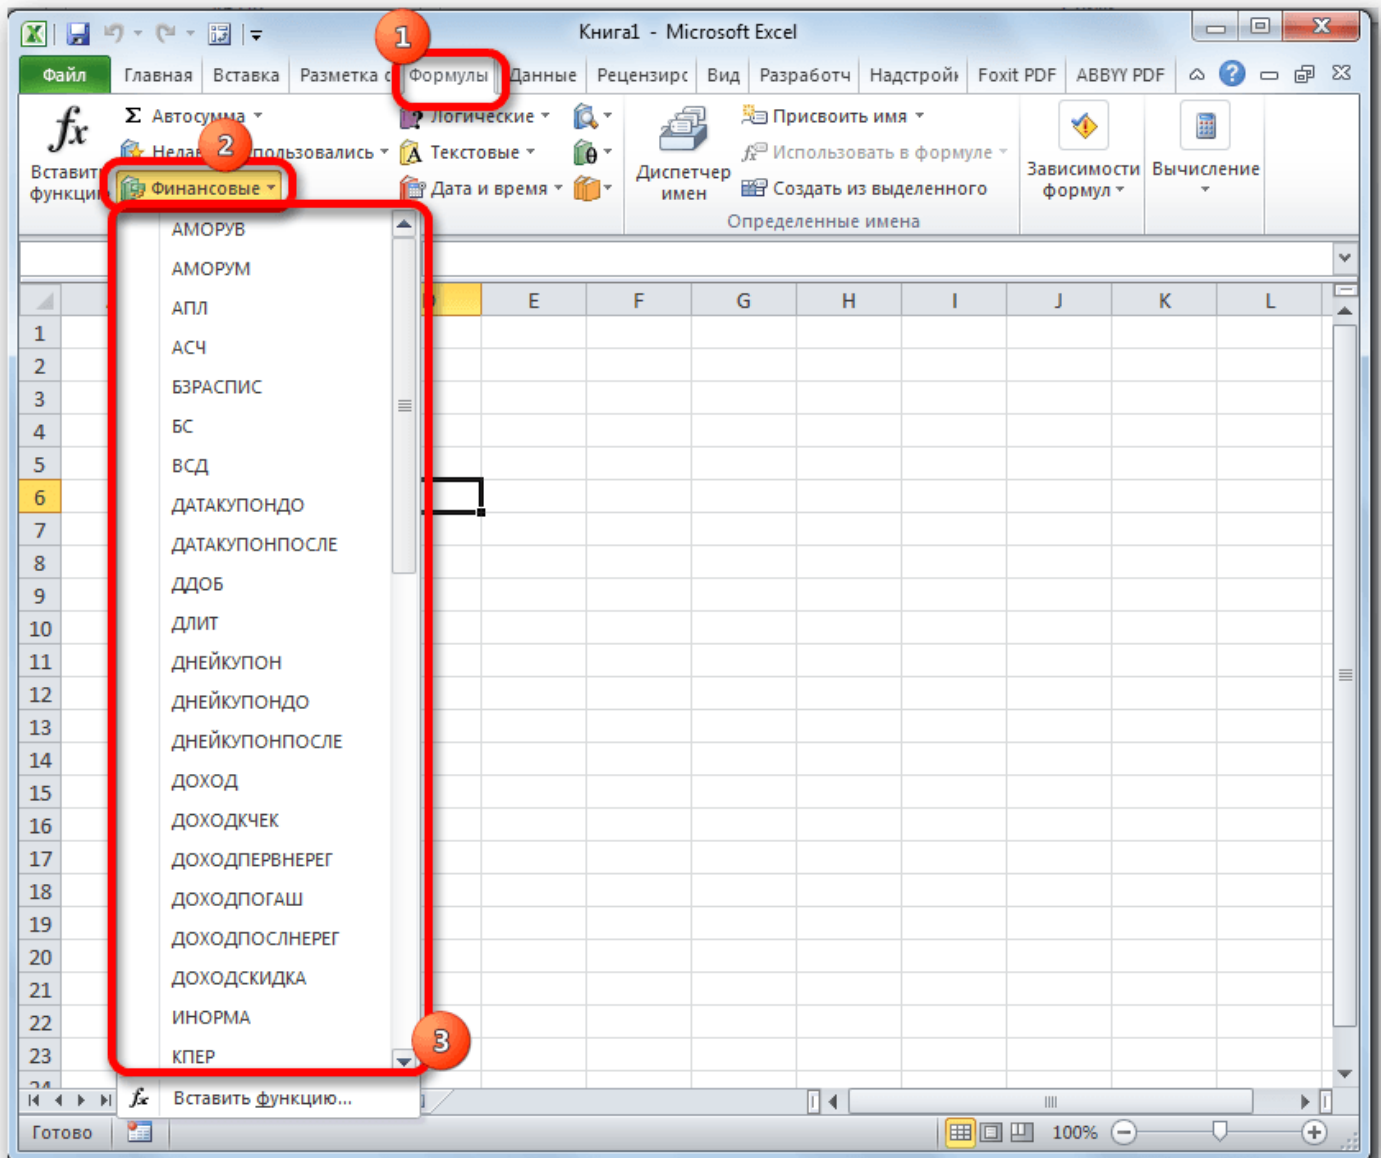 Книга1 - Microsoft Excel
1
Файл Главная Вставка Разметка с Формулы Данные Рецензирс Вид Разработч Надстройн Foxit PDF ABBYY PDF
Σ Автосумма
Логические
Присвоить имя
2
Текстовые
Использовать в формуле
fx
Вставить
функцию
Финансовые
Дата и время
Диспетчер
имен
Создать из выделенного
Зависимости
формул
Вычисление
Определенные имена
E F G H I J K L
1
2
3
4
5
6
7
8
9
10
11
12
13
14
15
16
17
18
19
20
21
22
23
24
АМОРУВ
АМОРУМ
АПЛ
АСЧ
БЗРАСПИС
БС
ВСД
ДАТАКУПОНДО
ДАТАКУПОНПОСЛЕ
ДДОБ
ДЛИТ
ДНЕЙКУПОН
ДНЕЙКУПОНДО
ДНЕЙКУПОНПОСЛЕ
ДОХОД
ДОХОДКЧЕК
ДОХОДПЕРВНЕРЕГ
ДОХОДПОГАШ
ДОХОДПОСЛНЕРЕГ
ДОХОДСКИДКА
ИНОРМА
КПЕР
3
fx Вставить функцию...
Готово
100%